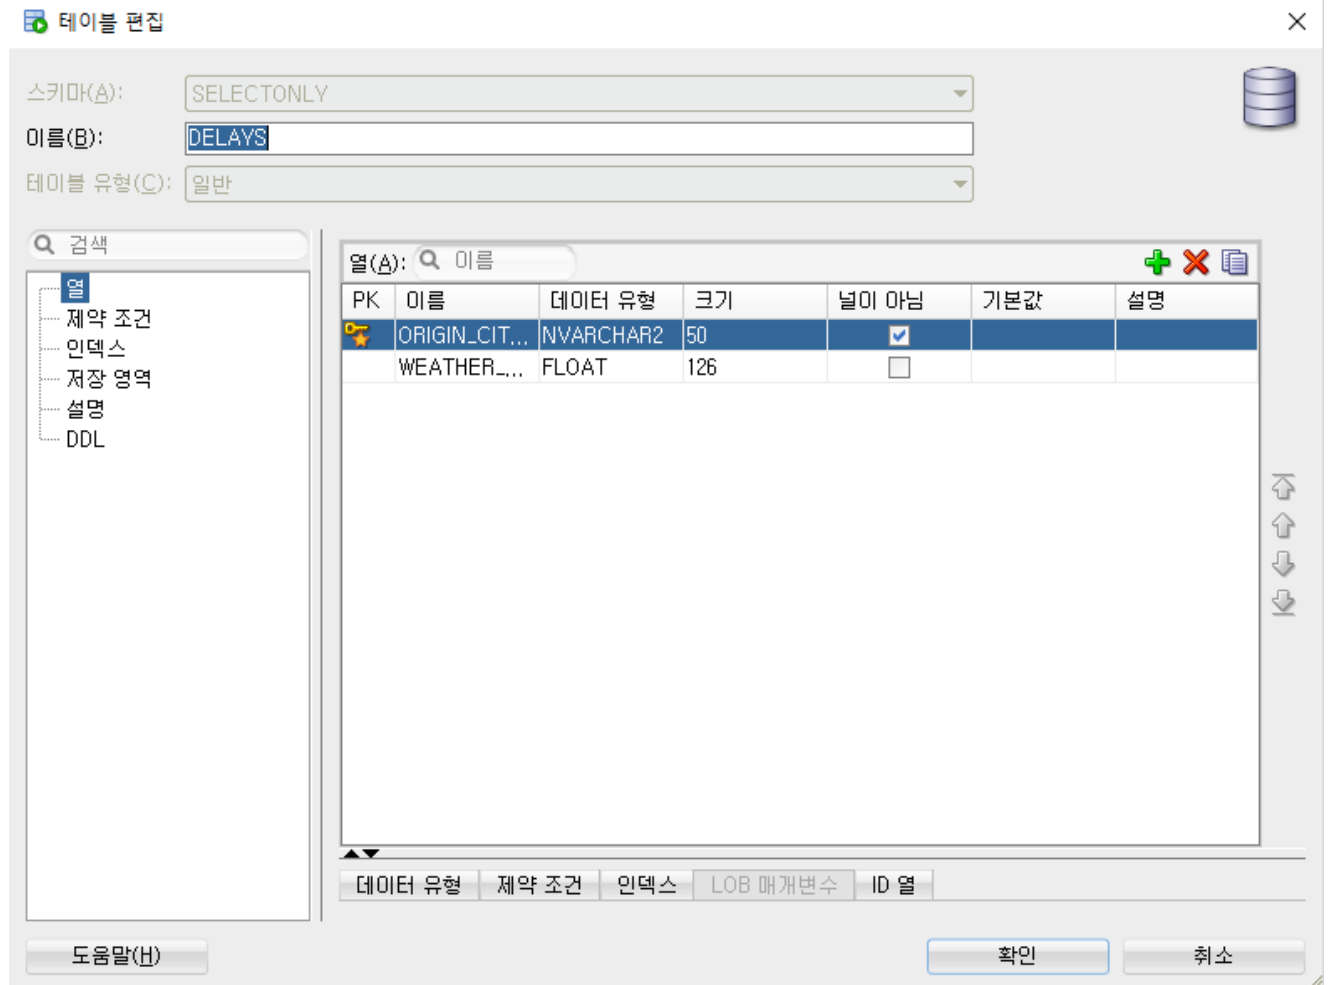 테이블 편집
스키마(A): SELECTONLY
이름(B): DELAYS
테이블 유형(C): 일반
검색
열
제약 조건
인덱스
저장 영역
설명
DDL
열(A): 이름
PK 이름 데이터 유형 크기 널이 아님 기본값 설명
ORIGIN_CIT... NVARCHAR2 50
WEATHER_... FLOAT 126
데이터 유형 제약 조건 인덱스 LOB 매개변수 ID 열
도움말(H) 확인 취소